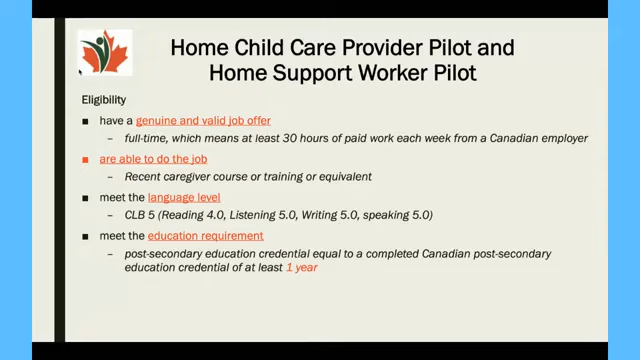 Home Child Care Provider Pilot and
Home Support Worker Pilot
Eligibility
■ have a genuine and valid job offer
– full-time, which means at least 30 hours of paid work each week from a Canadian employer
■ are able to do the job
– Recent caregiver course or training or equivalent
■ meet the language level
– CLB 5 (Reading 4.0, Listening 5.0, Writing 5.0, speaking 5.0)
■ meet the education requirement
– post-secondary education credential equal to a completed Canadian post-secondary
education credential of at least 1 year